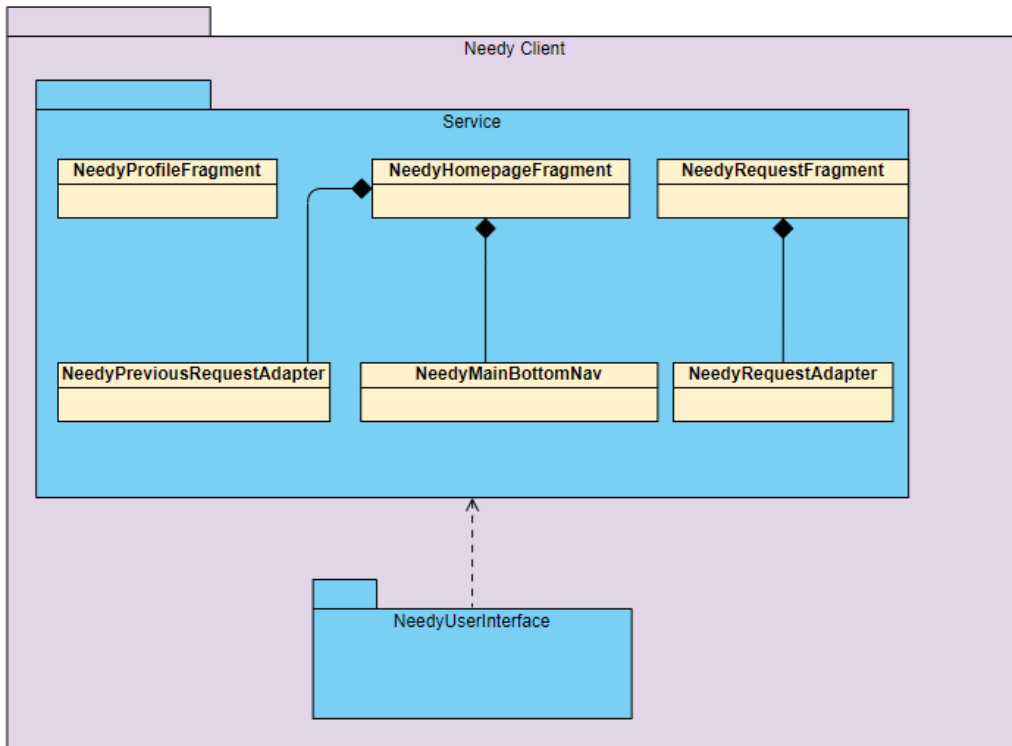 Needy Client
Service
NeedyProfileFragment
NeedyHomepageFragment
NeedyRequestFragment
NeedyPreviousRequestAdapter
NeedyMainBottomNav
NeedyRequestAdapter
NeedyUserInterface